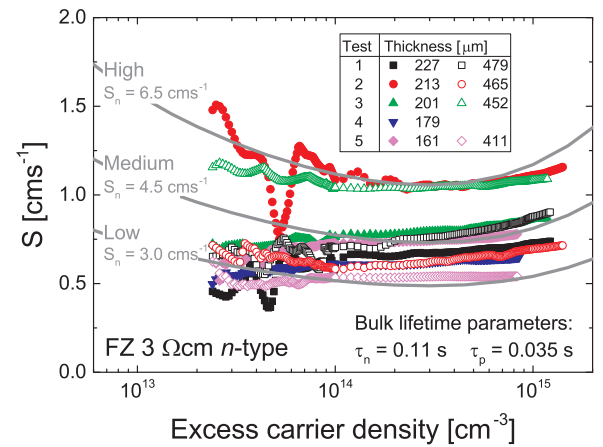 2.0
1.5
1.0
0.5
0.0
S [cms⁻¹]
High
Sₙ = 6.5 cms⁻¹
Medium
Sₙ = 4.5 cms⁻¹
Low
Sₙ = 3.0 cms⁻¹
Test Thickness [μm]
1 227 479
2 213 465
3 201 452
4 179
5 161 411
FZ 3 Ωcm n-type
Bulk lifetime parameters:
τₙ = 0.11 s τₚ = 0.035 s
10¹³ 10¹⁴ 10¹⁵
Excess carrier density [cm⁻³]